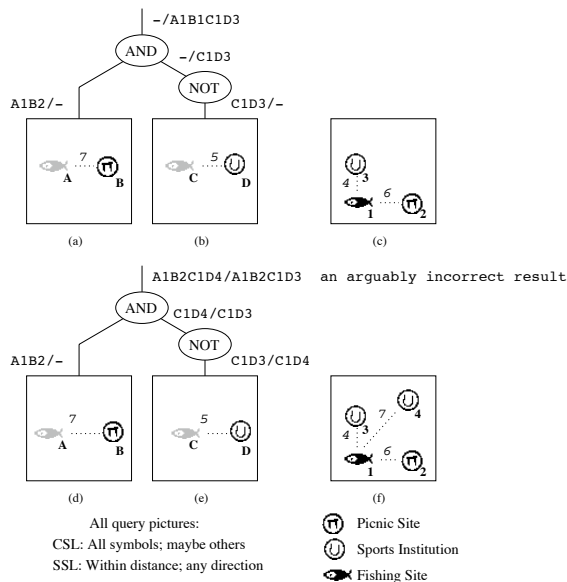 –/A1B1C1D3
AND
–/C1D3
NOT
A1B2/–
C1D3/–
7
A
B
5
C
D
3
4
6
1
2
(a)
(b)
(c)
A1B2C1D4/A1B2C1D3 an arguably incorrect result
AND
C1D4/C1D3
NOT
A1B2/–
C1D3/C1D4
7
A
B
5
C
D
3
4
7
4
6
1
2
(d)
(e)
(f)
All query pictures:
CSL: All symbols; maybe others
SSL: Within distance; any direction
Picnic Site
Sports Institution
Fishing Site